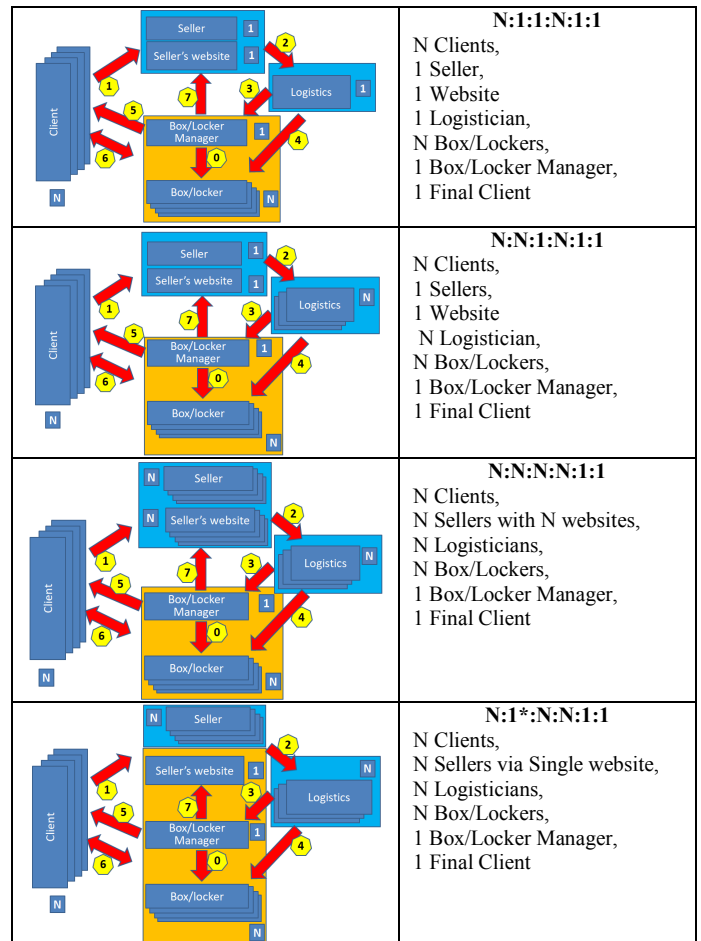 Seller 1
Seller's website 1
2
Logistics 1
1
3
7
5
Client
Box/Locker
Manager 1
4
6
0
Box/locker N
N
N:1:1:N:1:1
N Clients,
1 Seller,
1 Website
1 Logistician,
N Box/Lockers,
1 Box/Locker Manager,
1 Final Client
Seller 1
Seller's website 1
2
Logistics N
1
3
7
5
Client
Box/Locker
Manager 1
4
6
0
Box/locker
N
N
N:N:1:N:1:1
N Clients,
1 Sellers,
1 Website
N Logistician,
N Box/Lockers,
1 Box/Locker Manager,
1 Final Client
N Seller
N Seller's website
2
Logistics N
1
3
7
5
Client
Box/Locker
Manager 1
4
6
0
Box/locker
N
N
N:N:N:N:1:1
N Clients,
N Sellers with N websites,
N Logisticians,
N Box/Lockers,
1 Box/Locker Manager,
1 Final Client
N Seller
2
Seller's website 1
N
Logistics
1
3
7
5
Client
Box/Locker
Manager 1
4
6
0
Box/locker
N
N
N:1*:N:N:1:1
N Clients,
N Sellers via Single website,
N Logisticians,
N Box/Lockers,
1 Box/Locker Manager,
1 Final Client